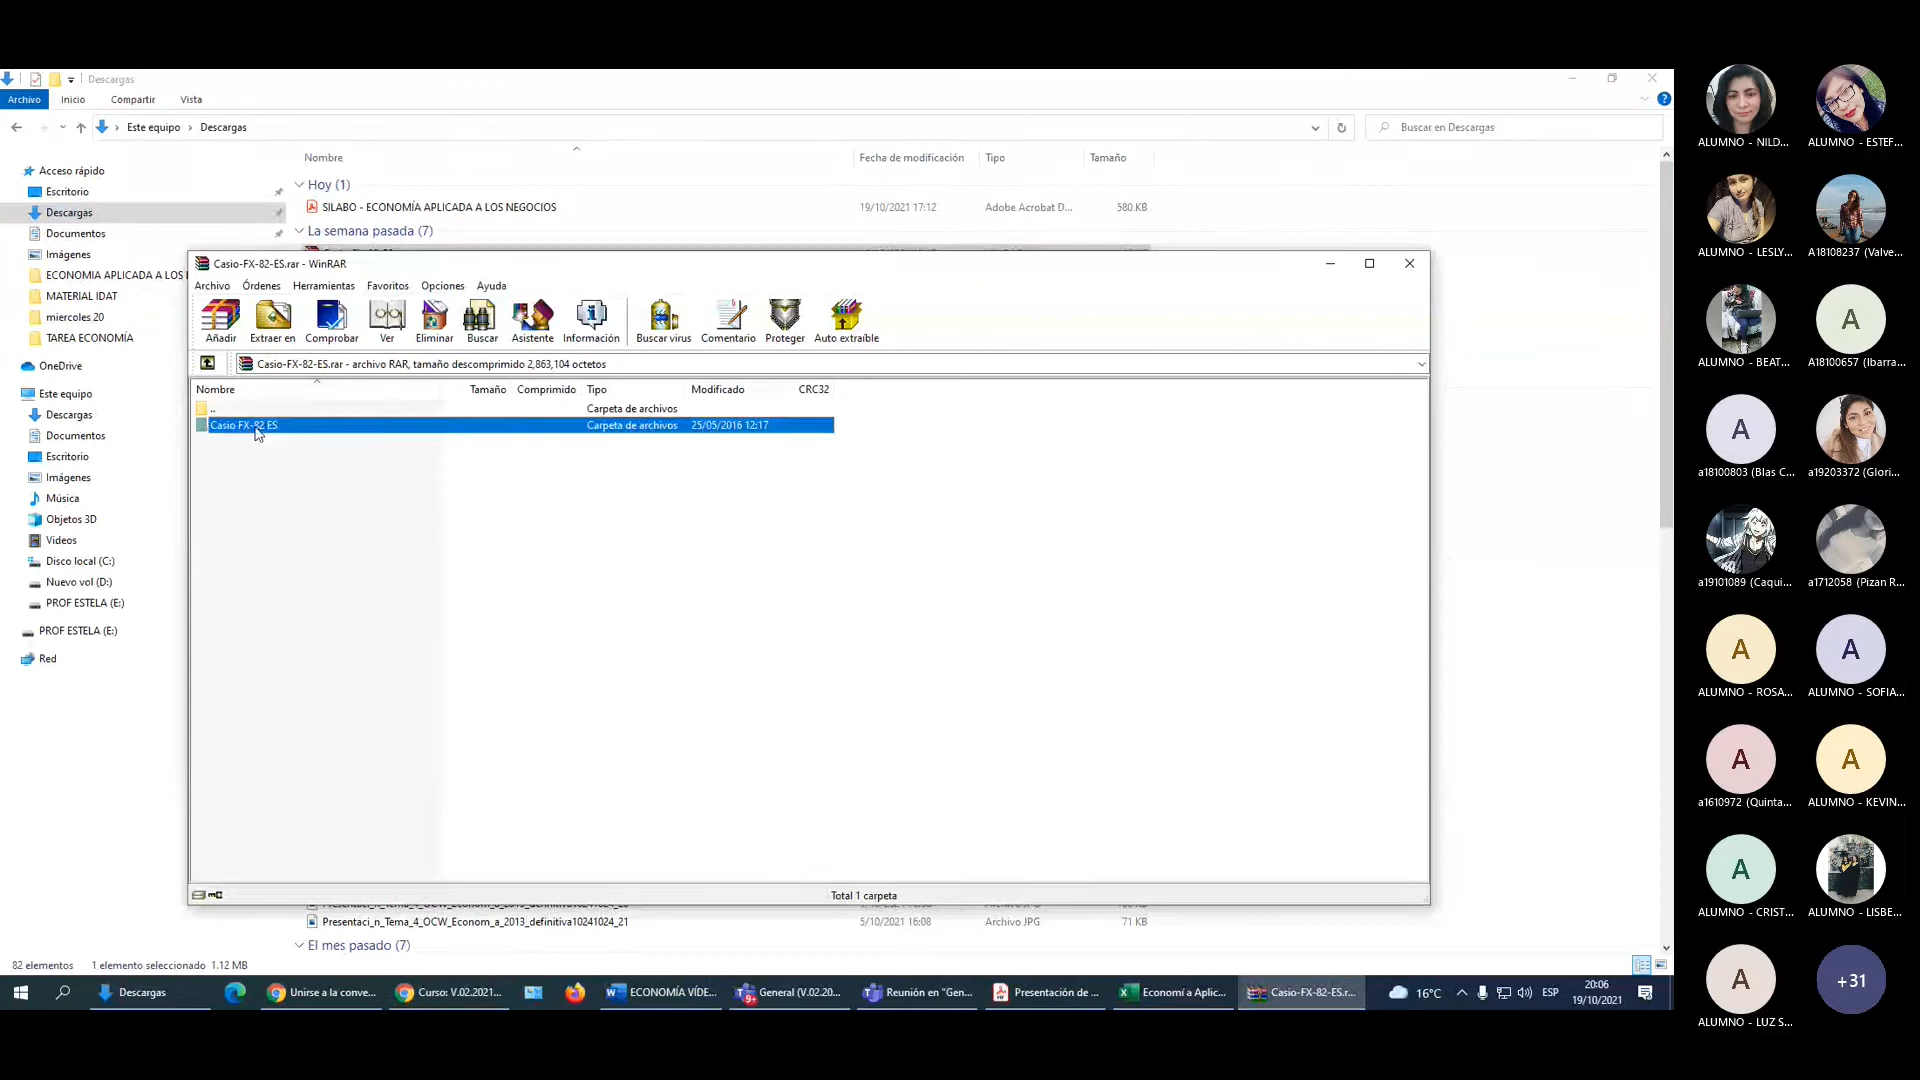 Descargas
Archivo Inicio Compartir Vista
Este equipo › Descargas
Buscar en Descargas
Nombre Fecha de modificación Tipo Tamaño
Hoy (1)
SILABO - ECONOMÍA APLICADA A LOS NEGOCIOS 19/10/2021 17:12 Adobe Acrobat D... 580 KB
La semana pasada (7)
Acceso rápido
Escritorio
Descargas
Documentos
Imágenes
ECONOMIA APLICADA A LOS
MATERIAL IDAT
miercoles 20
TAREA ECONOMÍA
OneDrive
Este equipo
Descargas
Documentos
Escritorio
Imágenes
Música
Objetos 3D
Videos
Disco local (C:)
Nuevo vol (D:)
PROF ESTELA (E:)
PROF ESTELA (E:)
Red
Casio-FX-82-ES.rar - WinRAR
Archivo Órdenes Herramientas Favoritos Opciones Ayuda
Añadir Extraer en Comprobar Ver Eliminar Buscar Asistente Información Buscar virus Comentario Proteger Auto extraíble
Casio-FX-82-ES.rar - archivo RAR, tamaño descomprimido 2,863,104 octetos
Nombre Tamaño Comprimido Tipo Modificado CRC32
.. Carpeta de archivos
Casio FX-82 ES Carpeta de archivos 25/05/2016 12:17
Total 1 carpeta
Presentaci_n_Tema_4_OCW_Econom_a_2013_definitiva10241024_21 5/10/2021 16:08 Archivo JPG 71 KB
El mes pasado (7)
82 elementos 1 elemento seleccionado 1.12 MB
Descargas
Unirse a la conve...
Curso: V.02.2021...
ECONOMÍA VÍDE...
General (V.02.20...
Reunión en "Gen...
Presentación de ...
Economí a Aplic...
Casio-FX-82-ES.r...
16°C
ESP
20:06
19/10/2021
ALUMNO - NILD...
ALUMNO - ESTEF...
ALUMNO - LESLY...
A18108237 (Valve...
ALUMNO - BEAT...
A
A18100657 (Ibarra...
A
a18100803 (Blas C...
a19203372 (Glori...
a19101089 (Caqui...
a1712058 (Pizan R...
A
ALUMNO - ROSA...
A
ALUMNO - SOFIA...
A
a1610972 (Quinta...
A
ALUMNO - KEVIN...
A
ALUMNO - CRIST...
ALUMNO - LISBE...
A
ALUMNO - LUZ S...
+31